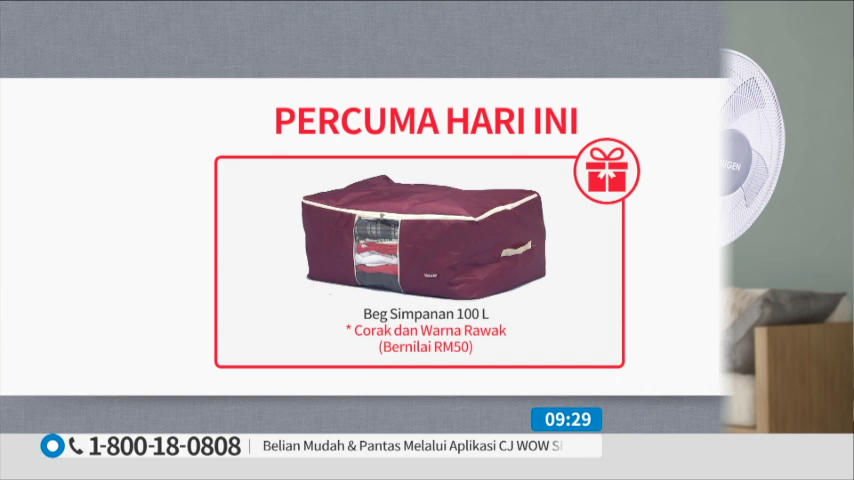 PERCUMA HARI INI
Beg Simpanan 100 L
* Corak dan Warna Rawak
(Bernilai RM50)
09:29
1-800-18-0808
Belian Mudah & Pantas Melalui Aplikasi CJ WOW S